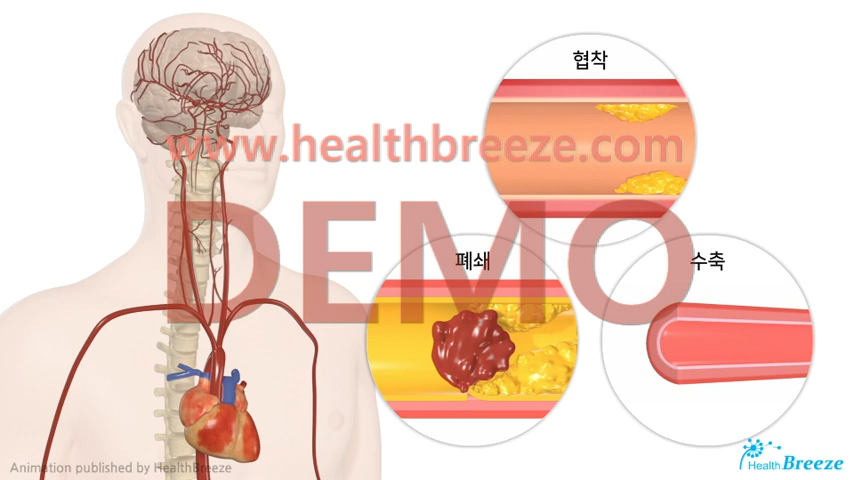 협착
www.healthbreeze.com
DEMO
폐쇄
수축
Animation published by HealthBreeze
Health Breeze